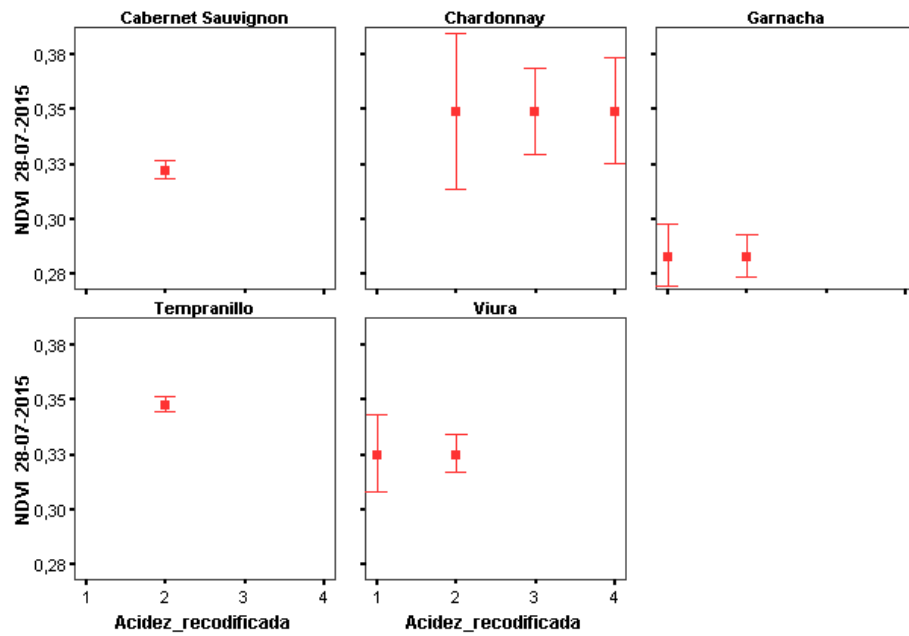 Cabernet Sauvignon Chardonnay Garnacha
NDVI 28-07-2015
0,38
0,35
0,33
0,30
0,28
Tempranillo Viura
NDVI 28-07-2015
0,38
0,35
0,33
0,30
0,28
1 2 3 4 1 2 3 4
Acidez_recodificada Acidez_recodificada